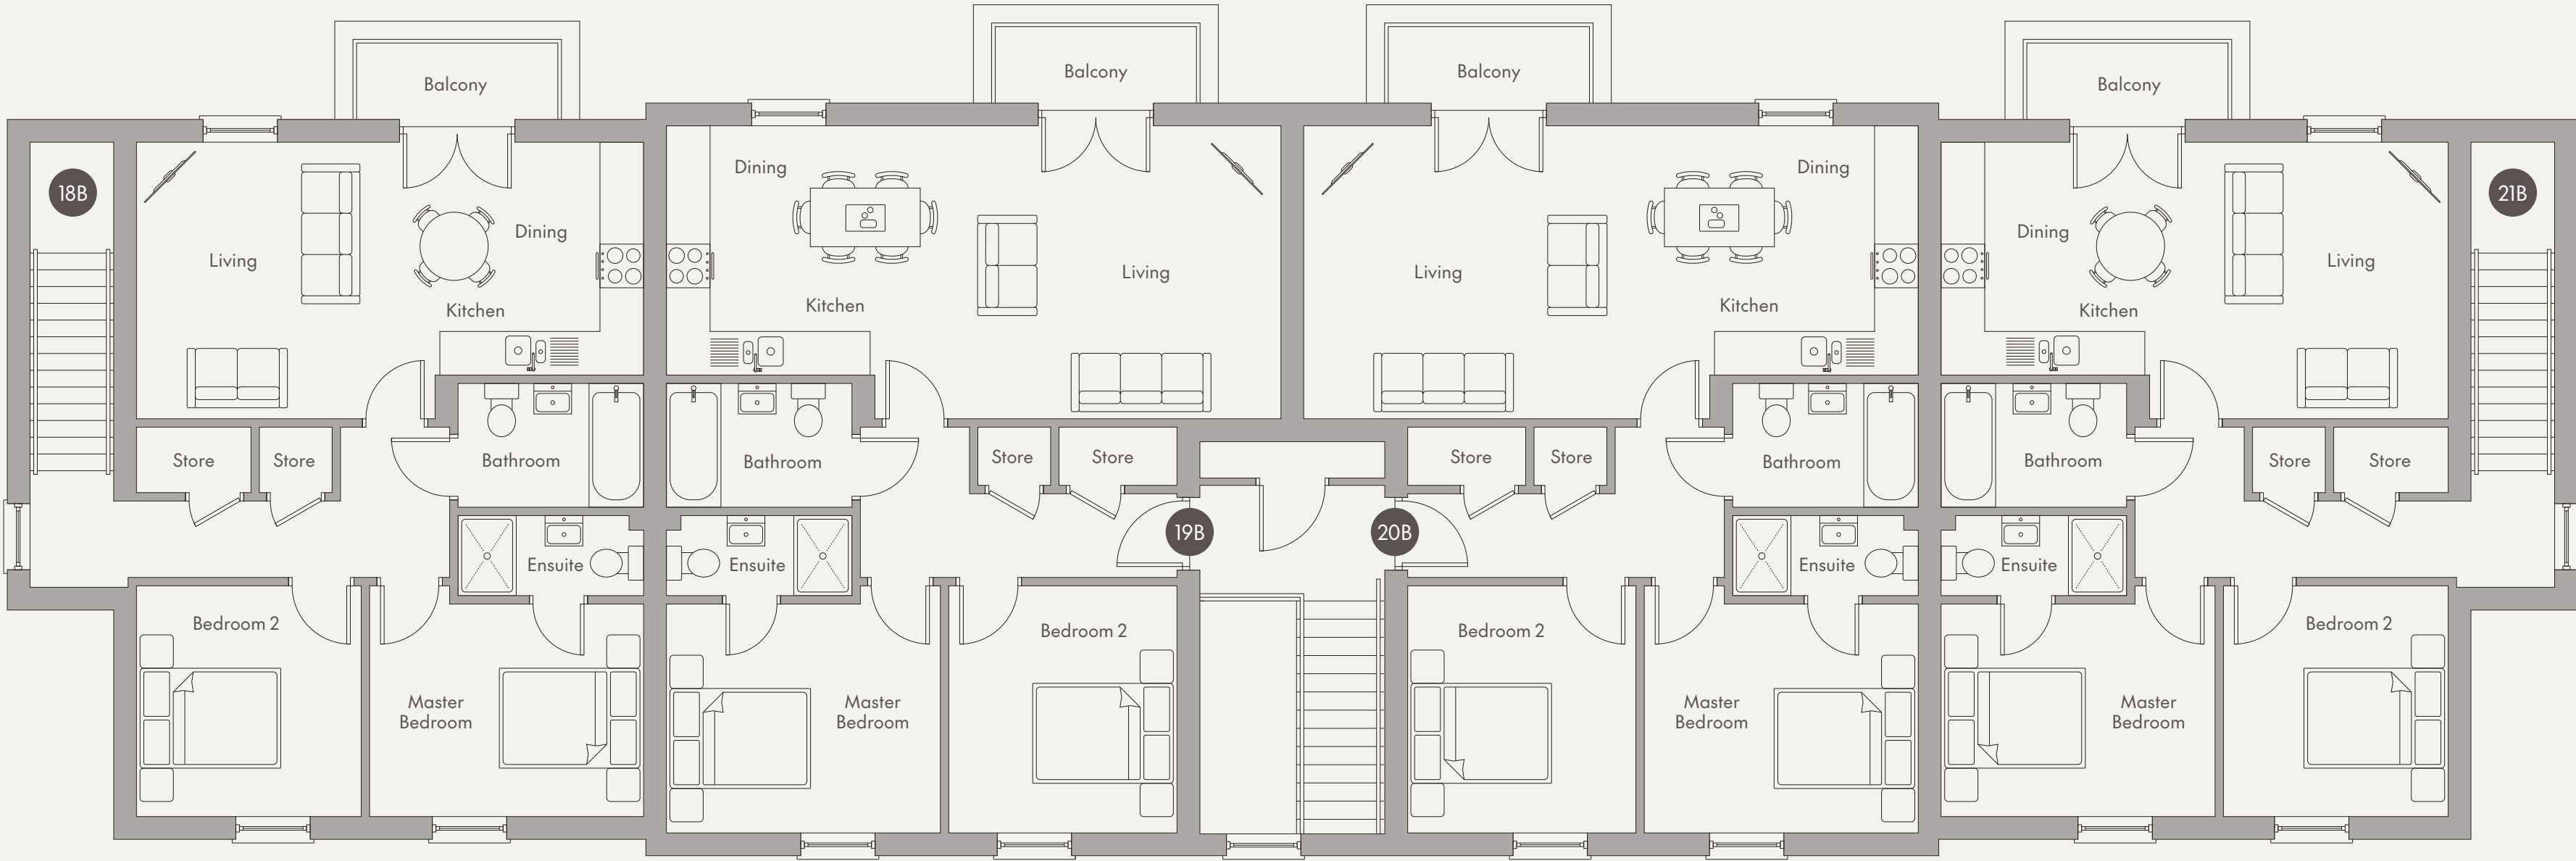 Balcony
Balcony
Balcony
Balcony
18B
Living
Dining
Kitchen
Store
Store
Bathroom
Ensuite
Bedroom 2
Master
Bedroom
Dining
Kitchen
Living
Bathroom
Store
Store
Ensuite
19B
Master
Bedroom
Bedroom 2
Living
Dining
Kitchen
Store
Store
Bathroom
20B
Ensuite
Bedroom 2
Master
Bedroom
21B
Dining
Kitchen
Living
Bathroom
Store
Store
Ensuite
Master
Bedroom
Bedroom 2